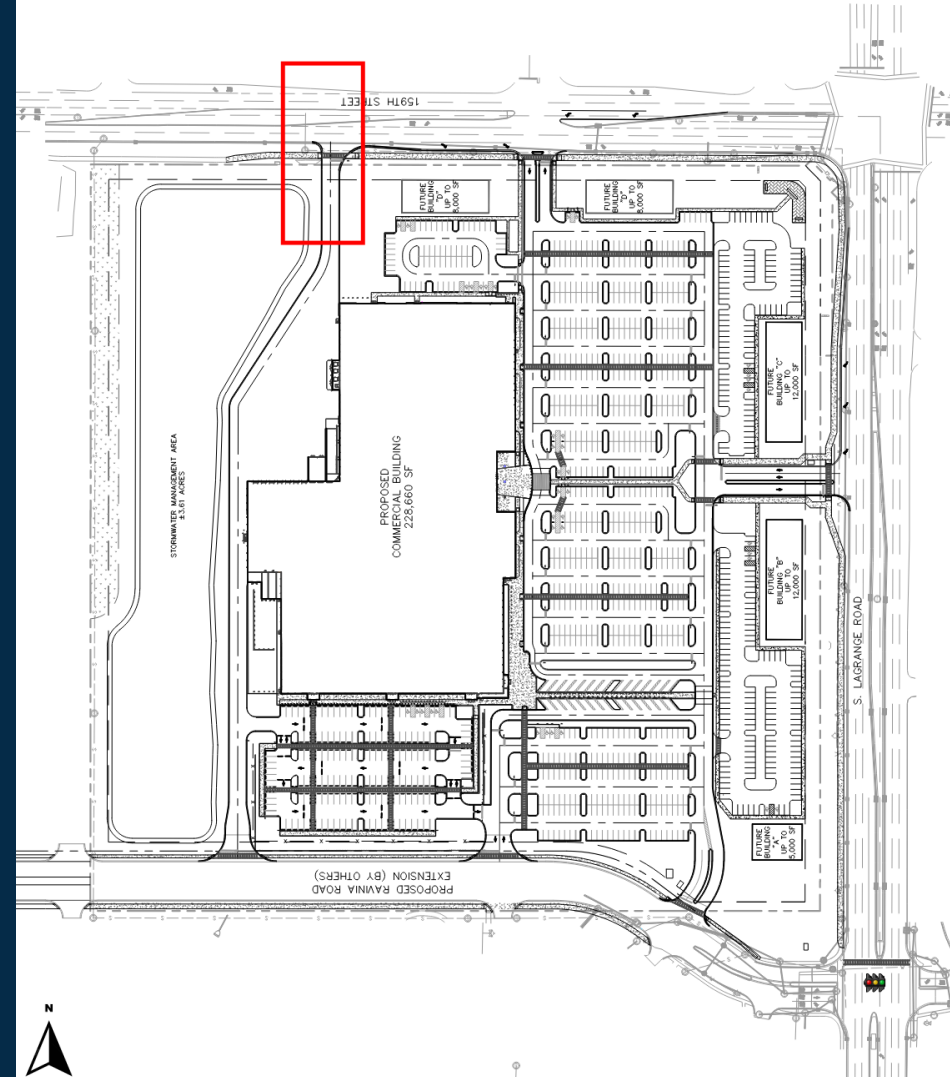 159TH STREET
FUTURE
BUILDING
"D"
UP TO
8,000 SF
FUTURE
BUILDING
"D"
UP TO
8,000 SF
FUTURE
BUILDING "C"
UP TO
12,000 SF
STORMWATER MANAGEMENT AREA
±3.61 ACRES
PROPOSED
COMMERCIAL BUILDING
228,660 SF
FUTURE
BUILDING "B"
UP TO
12,000 SF
S. LAGRANGE ROAD
FUTURE
BUILDING
"A"
UP TO
5,000 SF
PROPOSED RAVINA ROAD
EXTENSION (BY OTHERS)
N